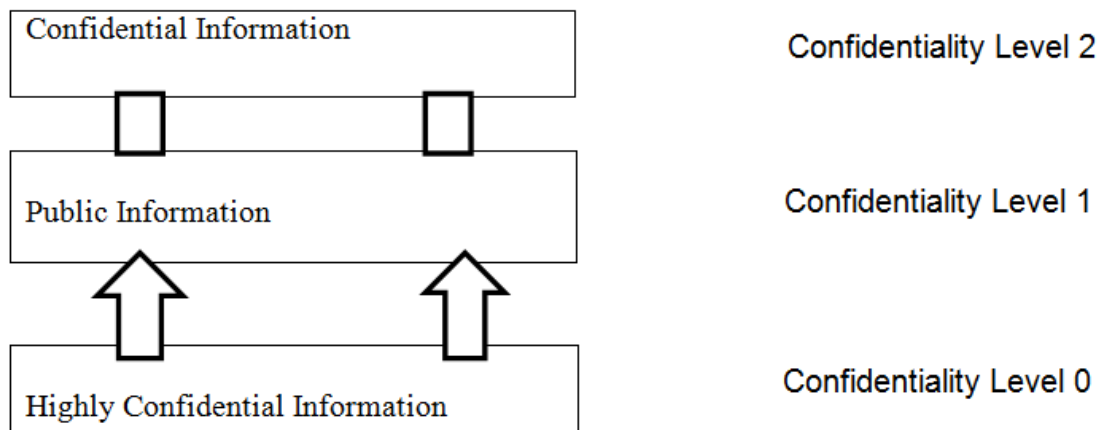 Confidential Information
Confidentiality Level 2
Public Information
Confidentiality Level 1
Highly Confidential Information
Confidentiality Level 0